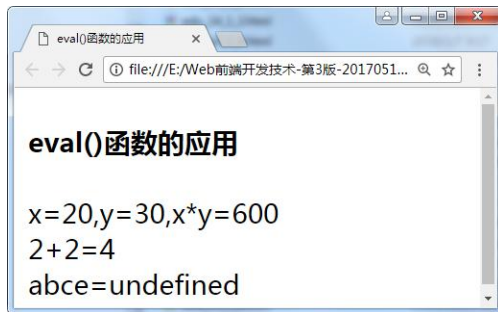 eval()函数的应用
file:///E:/Web前端开发技术-第3版-2017051...
eval()函数的应用
x=20,y=30,x*y=600
2+2=4
abce=undefined